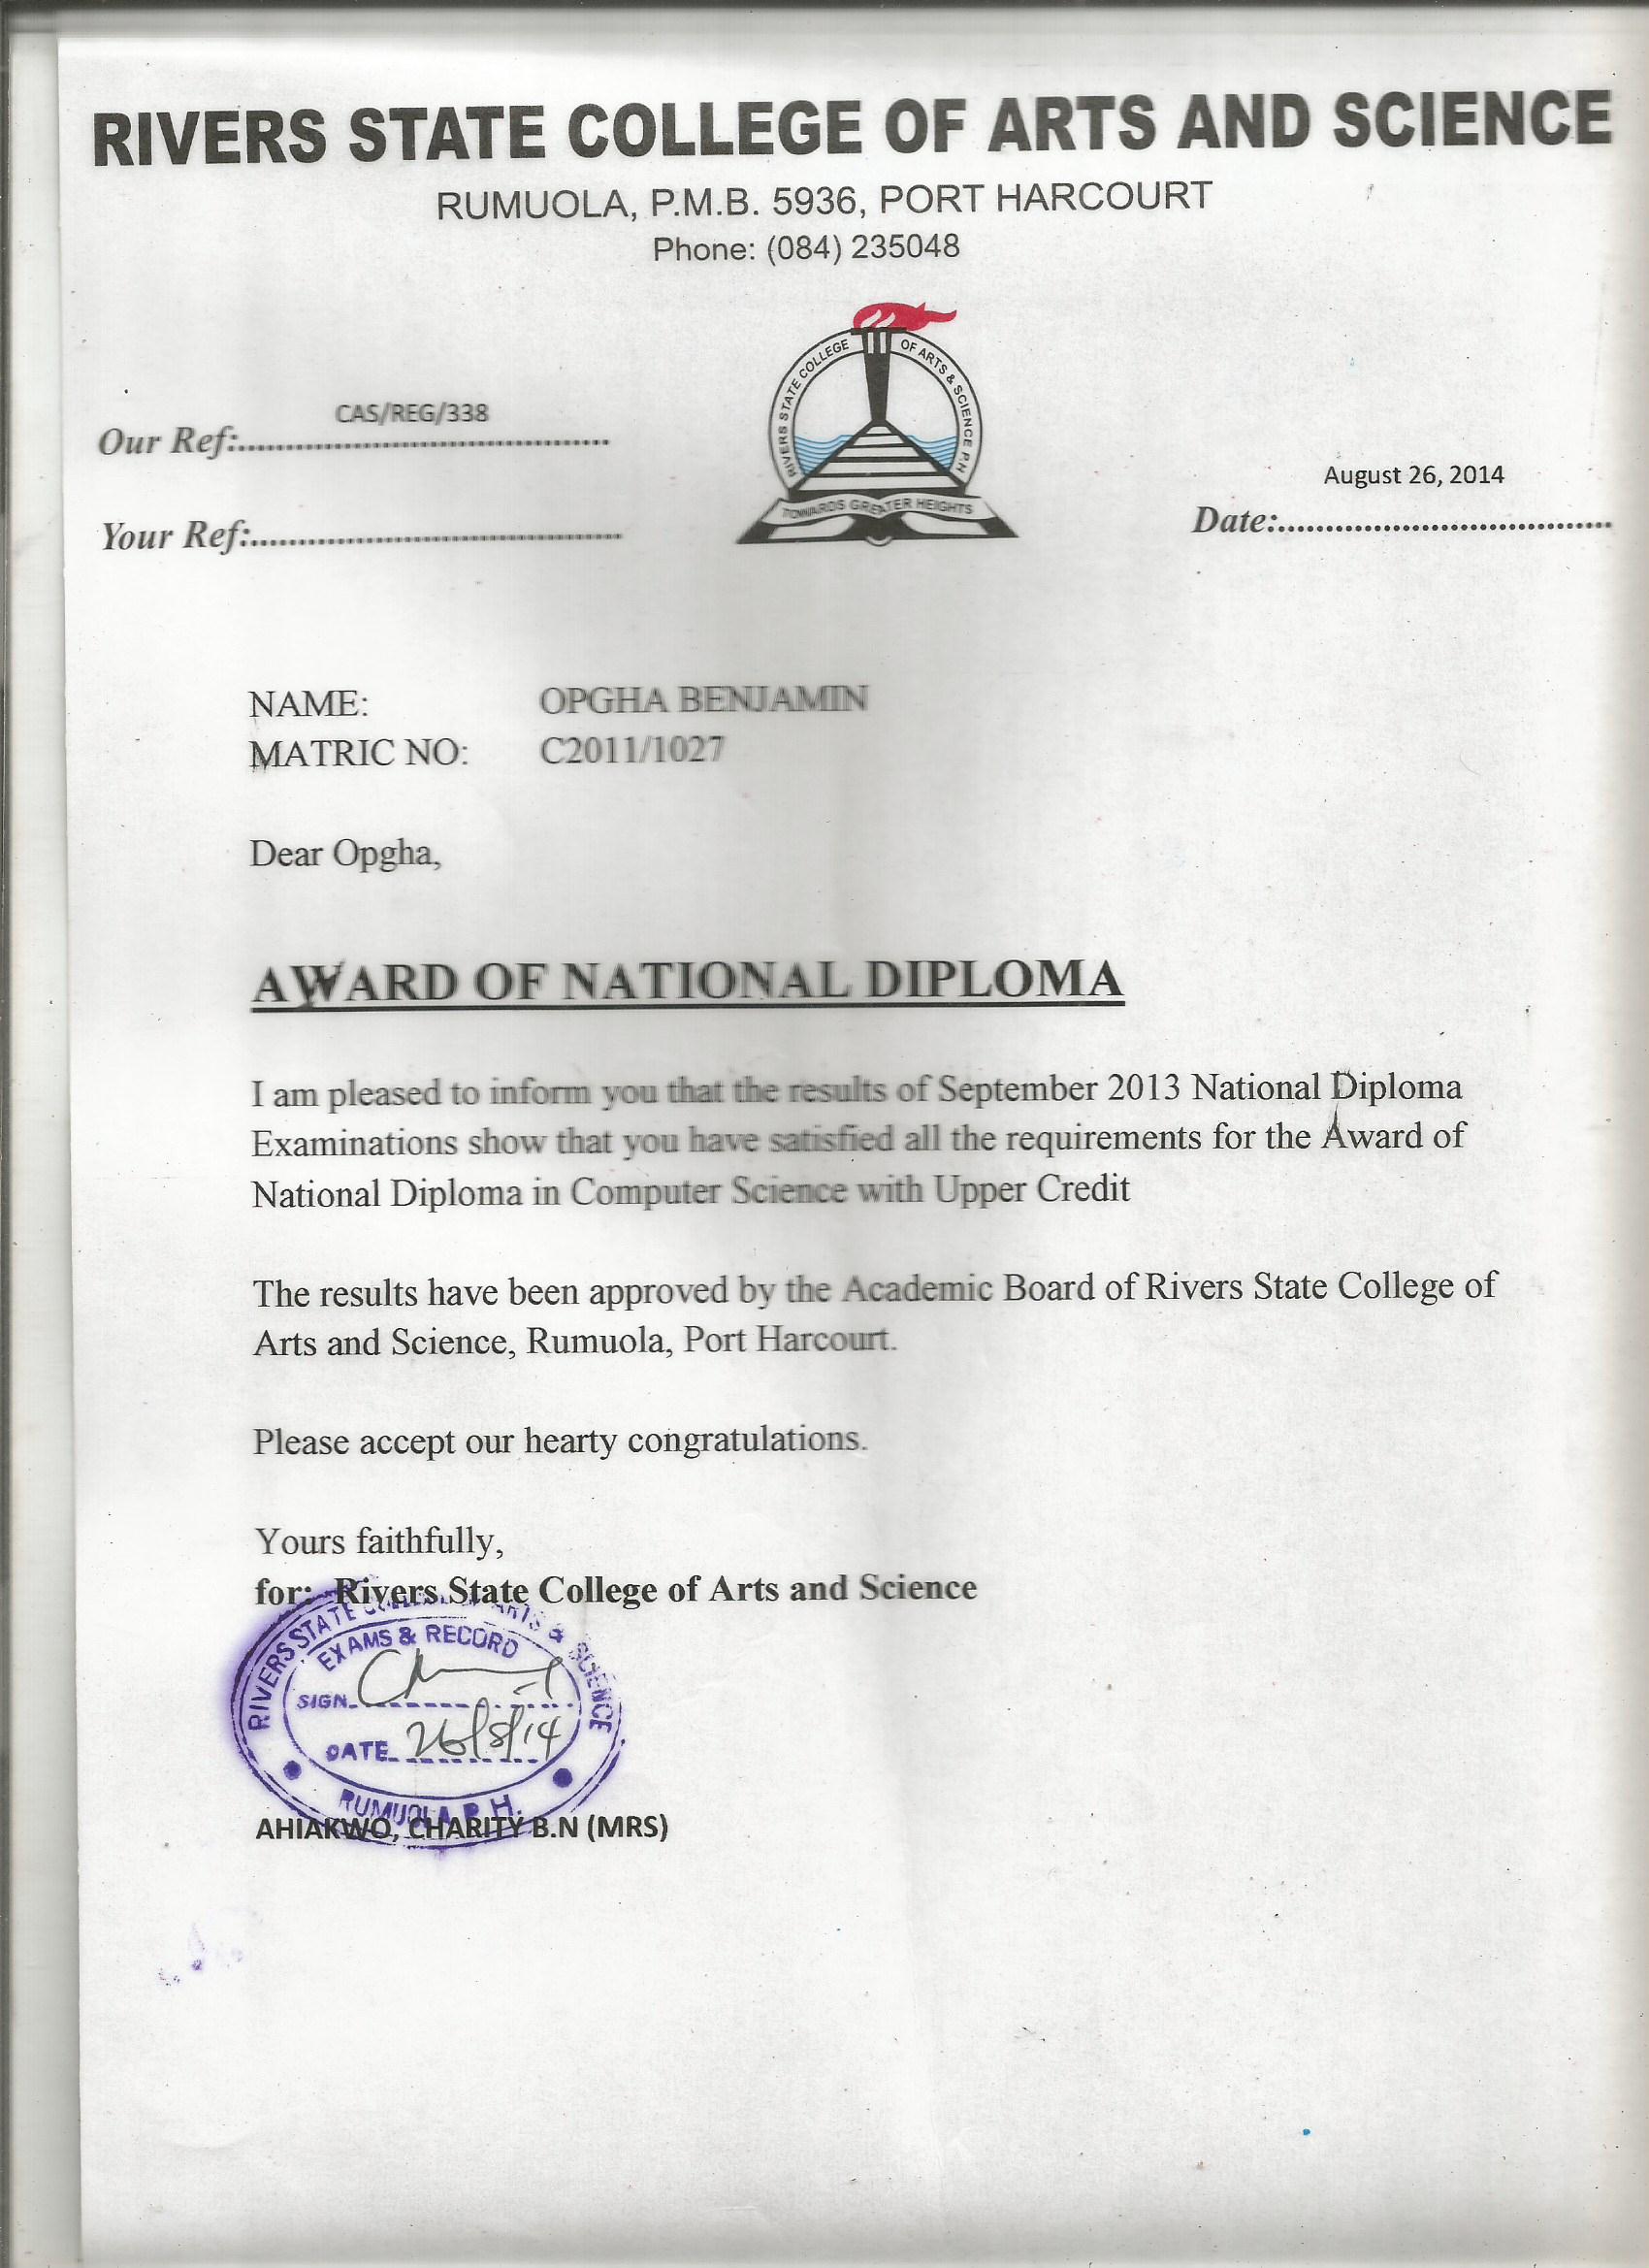 RIVERS STATE COLLEGE OF ARTS AND SCIENCE
RUMUOLA, P.M.B. 5936, PORT HARCOURT
Phone: (084) 235048
RIVERS STATE COLLEGE OF ARTS & SCIENCE P.H
TOWARDS GREATER HEIGHTS
CAS/REG/338
Our Ref:........................................
Your Ref:........................................
August 26, 2014
Date:....................................
NAME: OPGHA BENJAMIN
MATRIC NO: C2011/1027
Dear Opgha,
AWARD OF NATIONAL DIPLOMA
I am pleased to inform you that the results of September 2013 National Diploma
Examinations show that you have satisfied all the requirements for the Award of
National Diploma in Computer Science with Upper Credit
The results have been approved by the Academic Board of Rivers State College of
Arts and Science, Rumuola, Port Harcourt.
Please accept our hearty congratulations.
Yours faithfully,
for: Rivers State College of Arts and Science
RIVERS STATE COLLEGE OF ARTS & SCIENCE
EXAMS & RECORD
SIGN.
DATE 26/8/14
RUMUOLA P.H.
AHIAKWO, CHARITY B.N (MRS)